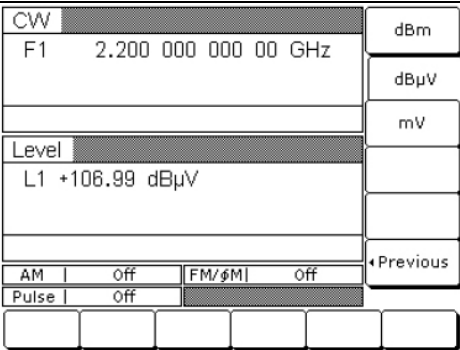 CW
F1 2.200 000 000 00 GHz
Level
L1 +106.99 dBµV
AM | Off FM/ϕM| Off
Pulse | Off
dBm
dBµV
mV
◂Previous